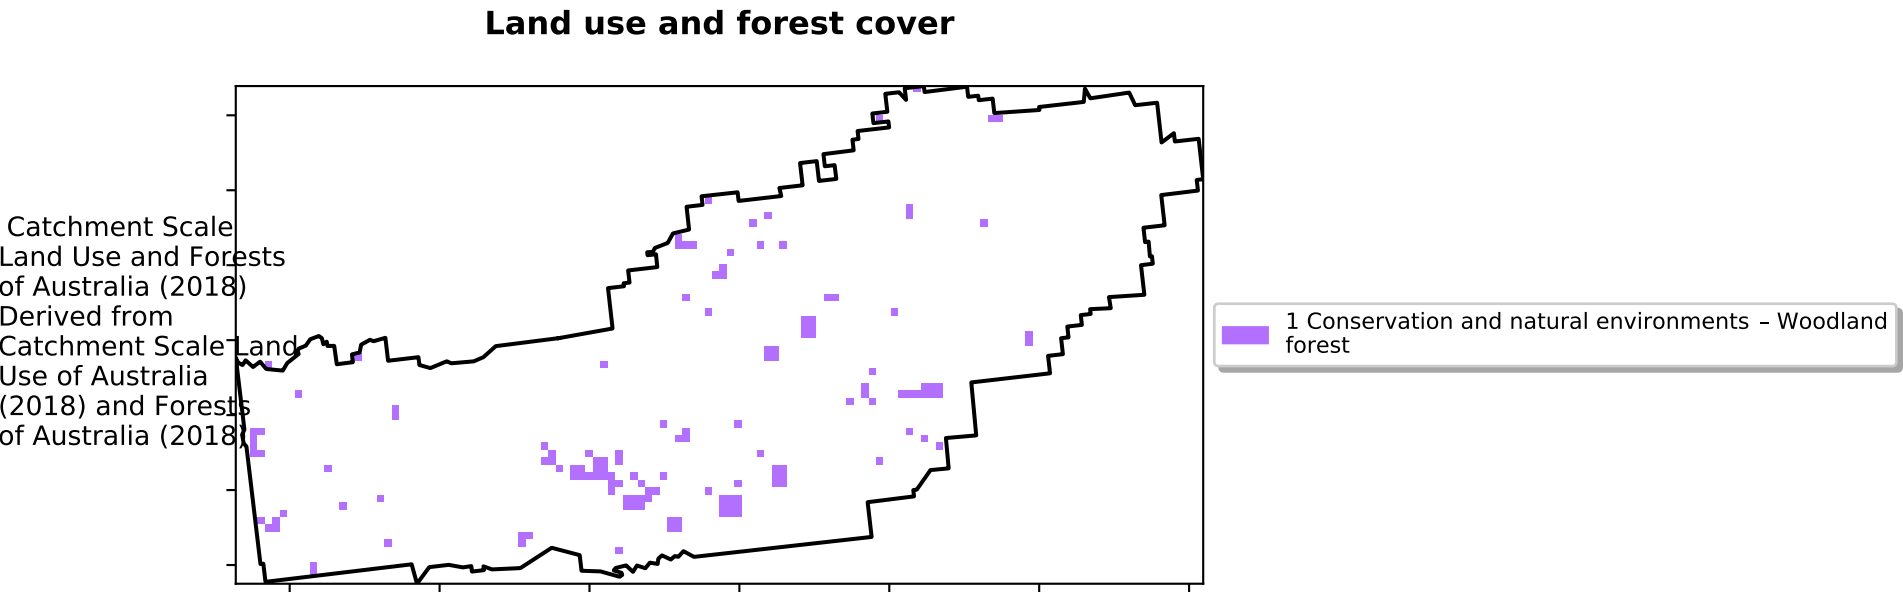 Land use and forest cover
Catchment Scale
Land Use and Forests
of Australia (2018)
Derived from
Catchment Scale Land
Use of Australia
(2018) and Forests
of Australia (2018)
1 Conservation and natural environments – Woodland
forest